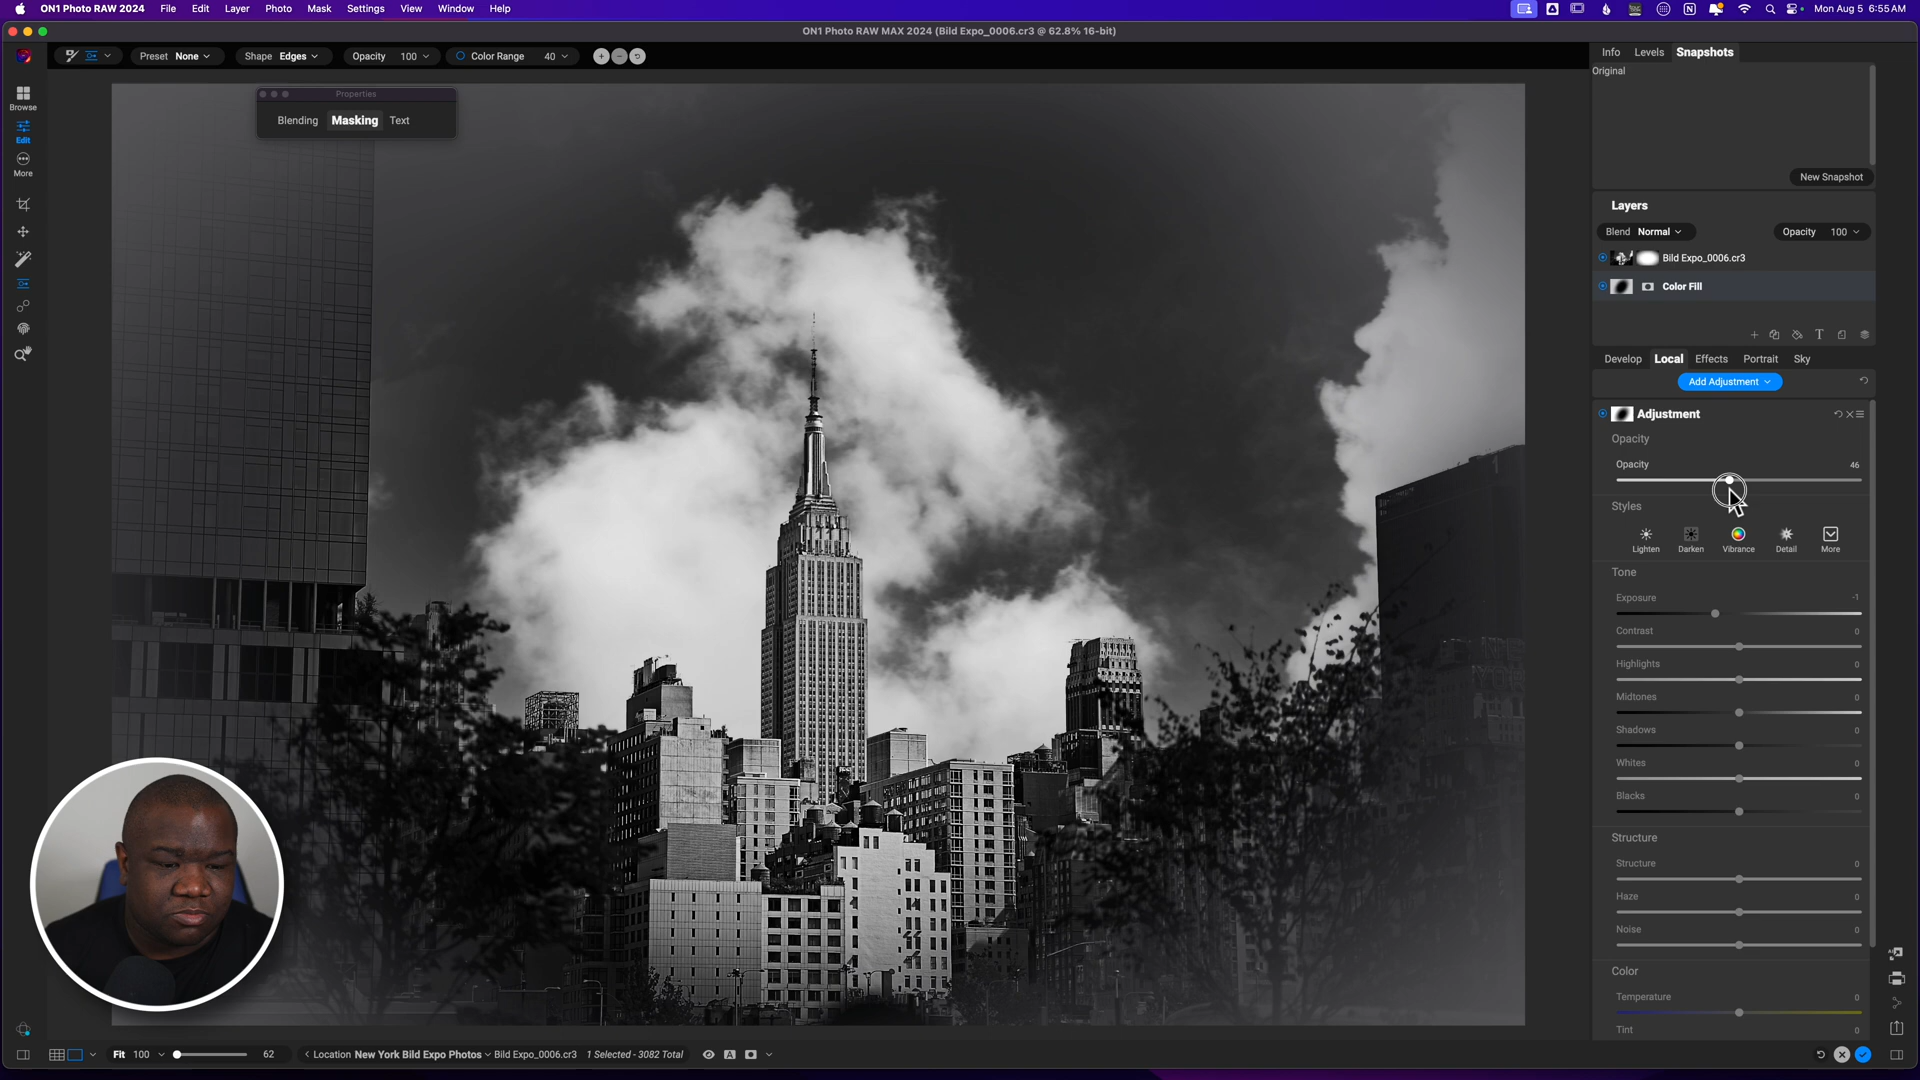 ON1 Photo RAW 2024 File Edit Layer Photo Mask Settings View Window Help Mon Aug 5 6:55 AM
ON1 Photo RAW MAX 2024 (Bild Expo_0006.cr3 @ 62.8% 16-bit)
Preset None Shape Edges Opacity 100 Color Range 40
Info Levels Snapshots
Original
Properties
Blending Masking Text
Browse
Edit
More
New Snapshot
Layers
Blend Normal Opacity 100
Bild Expo_0006.cr3
Color Fill
Develop Local Effects Portrait Sky
Add Adjustment
Adjustment
Opacity
Opacity 46
Styles
Lighten Darken Vibrance Detail More
Tone
Exposure -1
Contrast 0
Highlights 0
Midtones 0
Shadows 0
Whites 0
Blacks 0
Structure
Structure 0
Haze 0
Noise 0
Color
Temperature 0
Tint 0
Fit 100 62 Location New York Bild Expo Photos Bild Expo_0006.cr3 1 Selected - 3082 Total A